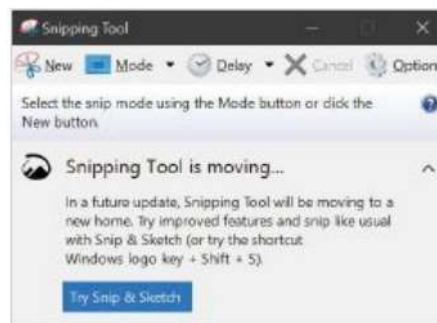 Snipping Tool
New Mode Delay Cancel Option
Select the snip mode using the Mode button or click the
New button.
Snipping Tool is moving...
In a future update, Snipping Tool will be moving to a
new home. Try improved features and snip like usual
with Snip & Sketch (or try the shortcut
Windows logo key + Shift + S).
Try Snip & Sketch